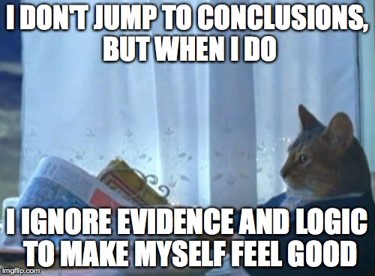 I DON'T JUMP TO CONCLUSIONS,
BUT WHEN I DO
I IGNORE EVIDENCE AND LOGIC
TO MAKE MYSELF FEEL GOOD
imgflip.com